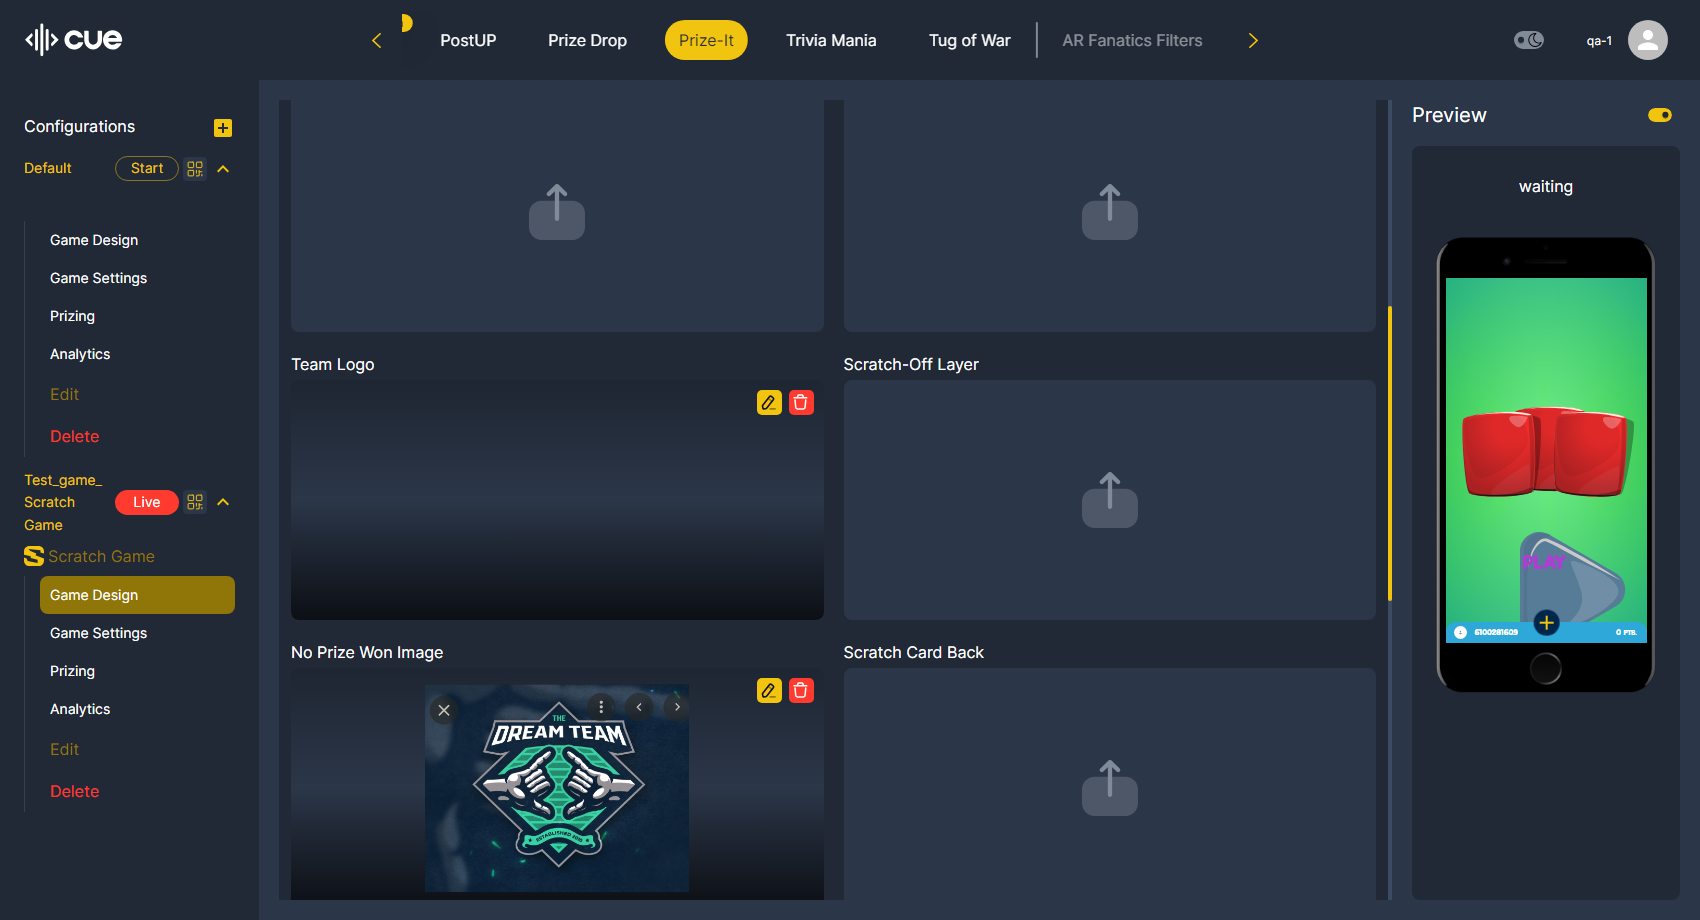 cue
PostUP
Prize Drop
Prize-It
Trivia Mania
Tug of War
AR Fanatics Filters
qa-1
Configurations
Default
Start
Game Design
Game Settings
Prizing
Analytics
Edit
Delete
Test_game_
Scratch
Game
Live
Scratch Game
Game Design
Game Settings
Prizing
Analytics
Edit
Delete
Team Logo
Scratch-Off Layer
No Prize Won Image
THE
DREAM TEAM
Scratch Card Back
Preview
waiting
PLAY
0 PTS.